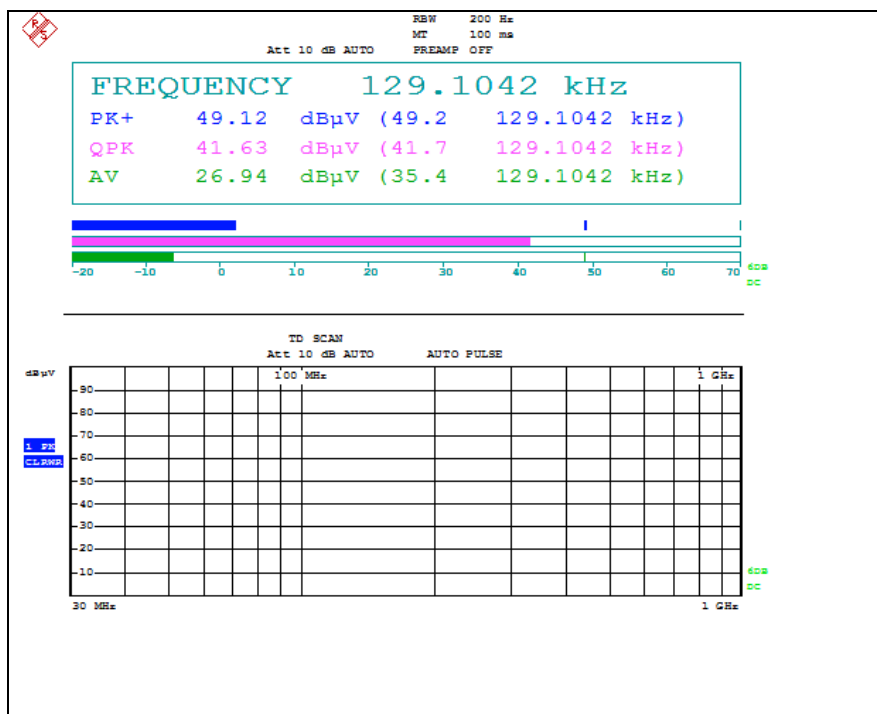 R S
RBW 200 Hz
MT 100 ms
Att 10 dB AUTO PREAMP OFF
FREQUENCY 129.1042 kHz
PK+ 49.12 dBµV (49.2 129.1042 kHz)
QPK 41.63 dBµV (41.7 129.1042 kHz)
AV 26.94 dBµV (35.4 129.1042 kHz)
-20 -10 0 10 20 30 40 50 60 70
6DB
DC
TD SCAN
Att 10 dB AUTO AUTO PULSE
dBµV
100 MHz 1 GHz
90
80
70
1 PK
CLRWR
60
50
40
30
20
10
6DB
DC
30 MHz 1 GHz